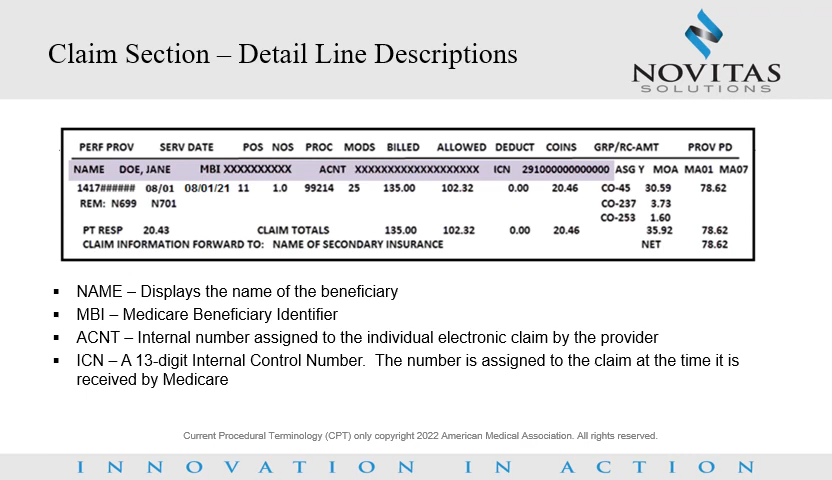 Claim Section – Detail Line Descriptions
NOVITAS
SOLUTIONS
PERF PROV SERV DATE POS NOS PROC MODS BILLED ALLOWED DEDUCT COINS GRP/RC-AMT PROV PD
NAME DOE, JANE MBI XXXXXXXXXX ACNT XXXXXXXXXXXXXXXXXXX ICN 291000000000000 ASG Y MOA MA01 MA07
1417###### 08/01 08/01/21 11 1.0 99214 25 135.00 102.32 0.00 20.46 CO-45 30.59 78.62
REM: N699 N701 CO-237 3.73
CO-253 1.60
PT RESP 20.43 CLAIM TOTALS 135.00 102.32 0.00 20.46 35.92 78.62
CLAIM INFORMATION FORWARD TO: NAME OF SECONDARY INSURANCE NET 78.62
▪ NAME – Displays the name of the beneficiary
▪ MBI – Medicare Beneficiary Identifier
▪ ACNT – Internal number assigned to the individual electronic claim by the provider
▪ ICN – A 13-digit Internal Control Number. The number is assigned to the claim at the time it is
received by Medicare
Current Procedural Terminology (CPT) only copyright 2022 American Medical Association. All rights reserved.
INNOVATION IN ACTION